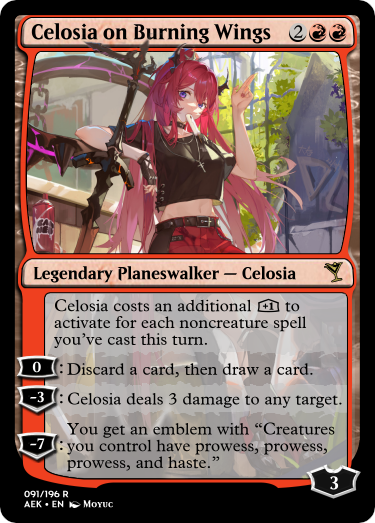 Celosia on Burning Wings 2
Legendary Planeswalker — Celosia
Celosia costs an additional +1 to
activate for each noncreature spell
you've cast this turn.
0: Discard a card, then draw a card.
-3: Celosia deals 3 damage to any target.
You get an emblem with “Creatures
-7: you control have prowess, prowess,
prowess, and haste.”
3
091/196 R
AEK • EN Moyuc